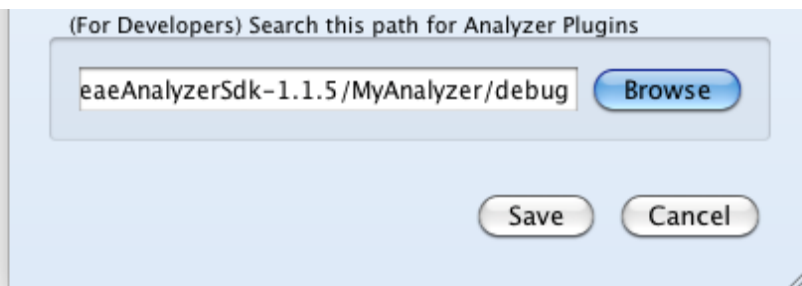 (For Developers) Search this path for Analyzer Plugins
eaeAnalyzerSdk-1.1.5/MyAnalyzer/debug Browse
Save Cancel